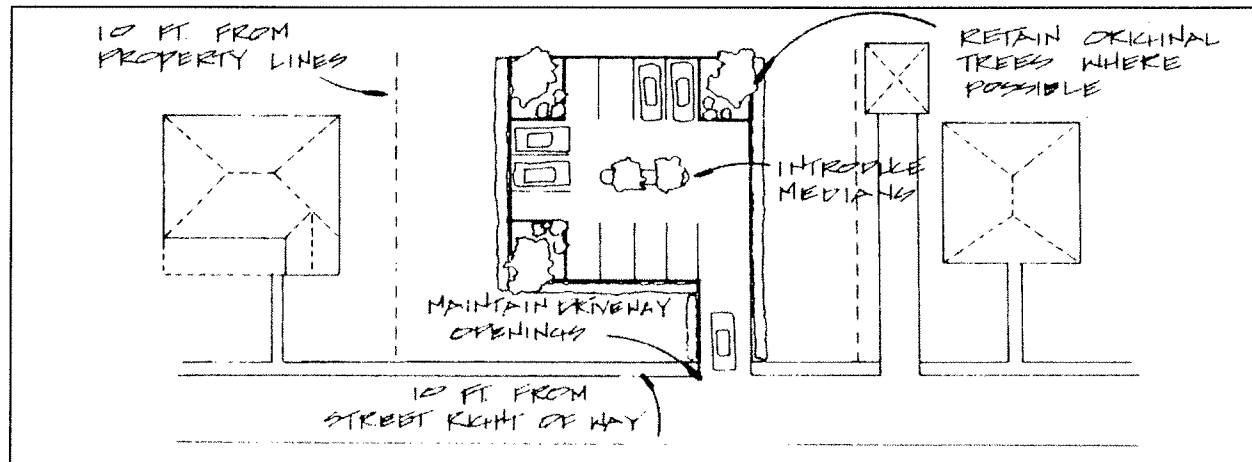 10 FT. FROM
PROPERTY LINES
RETAIN ORIGINAL
TREES WHERE
POSSIBLE
INTRODUCE
MEDIANS
MAINTAIN DRIVEWAY
OPENINGS
10 FT. FROM
STREET RIGHT OF WAY